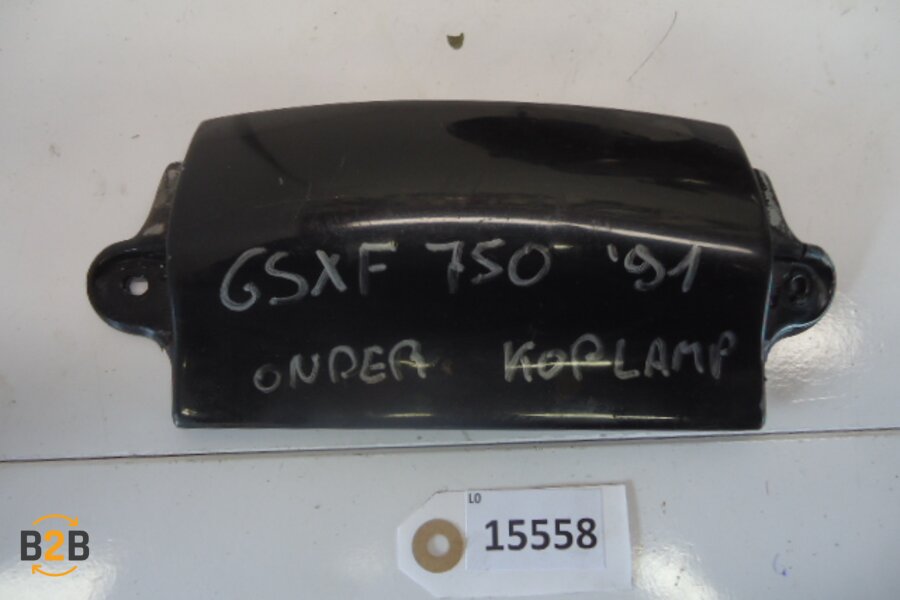 GSXF 750 '91
ONDER KOPLAMP
LO
15558
B2B